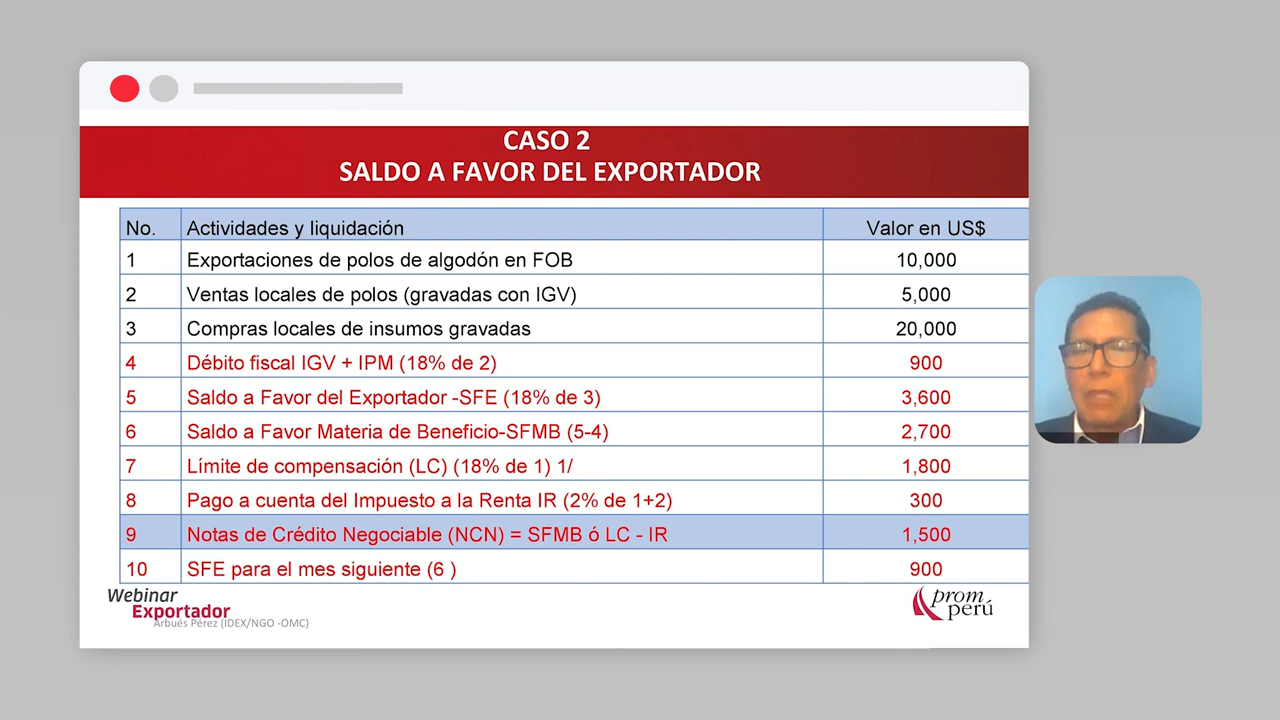 CASO 2
SALDO A FAVOR DEL EXPORTADOR
No. Actividades y liquidación Valor en US$
1 Exportaciones de polos de algodón en FOB 10,000
2 Ventas locales de polos (gravadas con IGV) 5,000
3 Compras locales de insumos gravadas 20,000
4 Débito fiscal IGV + IPM (18% de 2) 900
5 Saldo a Favor del Exportador -SFE (18% de 3) 3,600
6 Saldo a Favor Materia de Beneficio-SFMB (5-4) 2,700
7 Límite de compensación (LC) (18% de 1) 1/ 1,800
8 Pago a cuenta del Impuesto a la Renta IR (2% de 1+2) 300
9 Notas de Crédito Negociable (NCN) = SFMB ó LC - IR 1,500
10 SFE para el mes siguiente (6 ) 900
Webinar
Exportador
Arbués Pérez (IDEX/NGO -OMC)
prom
perú